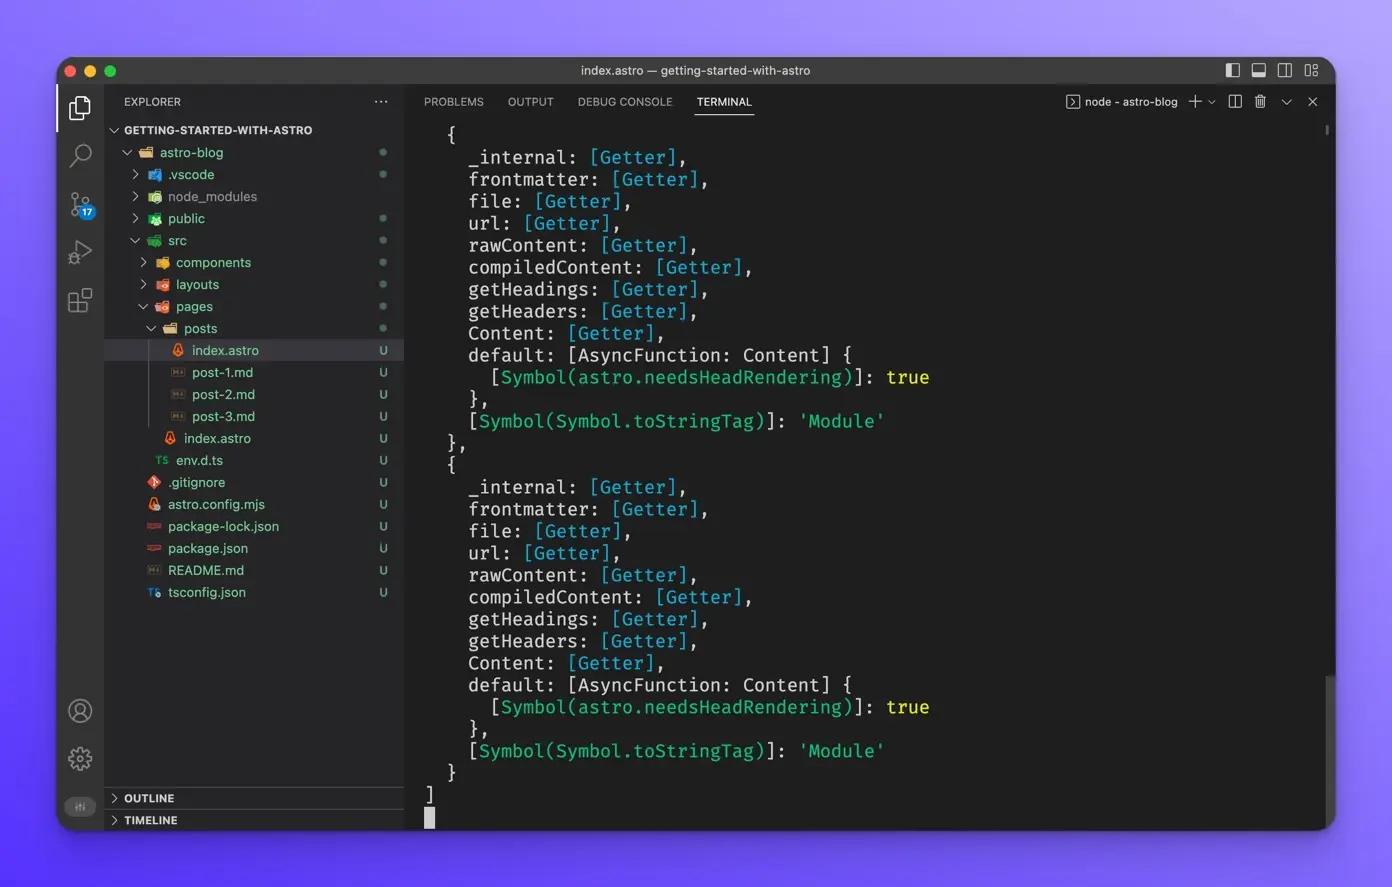 index.astro — getting-started-with-astro
EXPLORER
GETTING-STARTED-WITH-ASTRO
astro-blog
.vscode
node_modules
17
public
src
components
layouts
pages
posts
index.astro U
post-1.md U
post-2.md U
post-3.md U
index.astro U
TS env.d.ts U
.gitignore U
astro.config.mjs U
package-lock.json U
package.json U
README.md U
tsconfig.json U
OUTLINE
TIMELINE
PROBLEMS OUTPUT DEBUG CONSOLE TERMINAL node - astro-blog
{
_internal: [Getter],
frontmatter: [Getter],
file: [Getter],
url: [Getter],
rawContent: [Getter],
compiledContent: [Getter],
getHeadings: [Getter],
getHeaders: [Getter],
Content: [Getter],
default: [AsyncFunction: Content] {
[Symbol(astro.needsHeadRendering)]: true
},
[Symbol(Symbol.toStringTag)]: 'Module'
},
{
_internal: [Getter],
frontmatter: [Getter],
file: [Getter],
url: [Getter],
rawContent: [Getter],
compiledContent: [Getter],
getHeadings: [Getter],
getHeaders: [Getter],
Content: [Getter],
default: [AsyncFunction: Content] {
[Symbol(astro.needsHeadRendering)]: true
},
[Symbol(Symbol.toStringTag)]: 'Module'
}
]